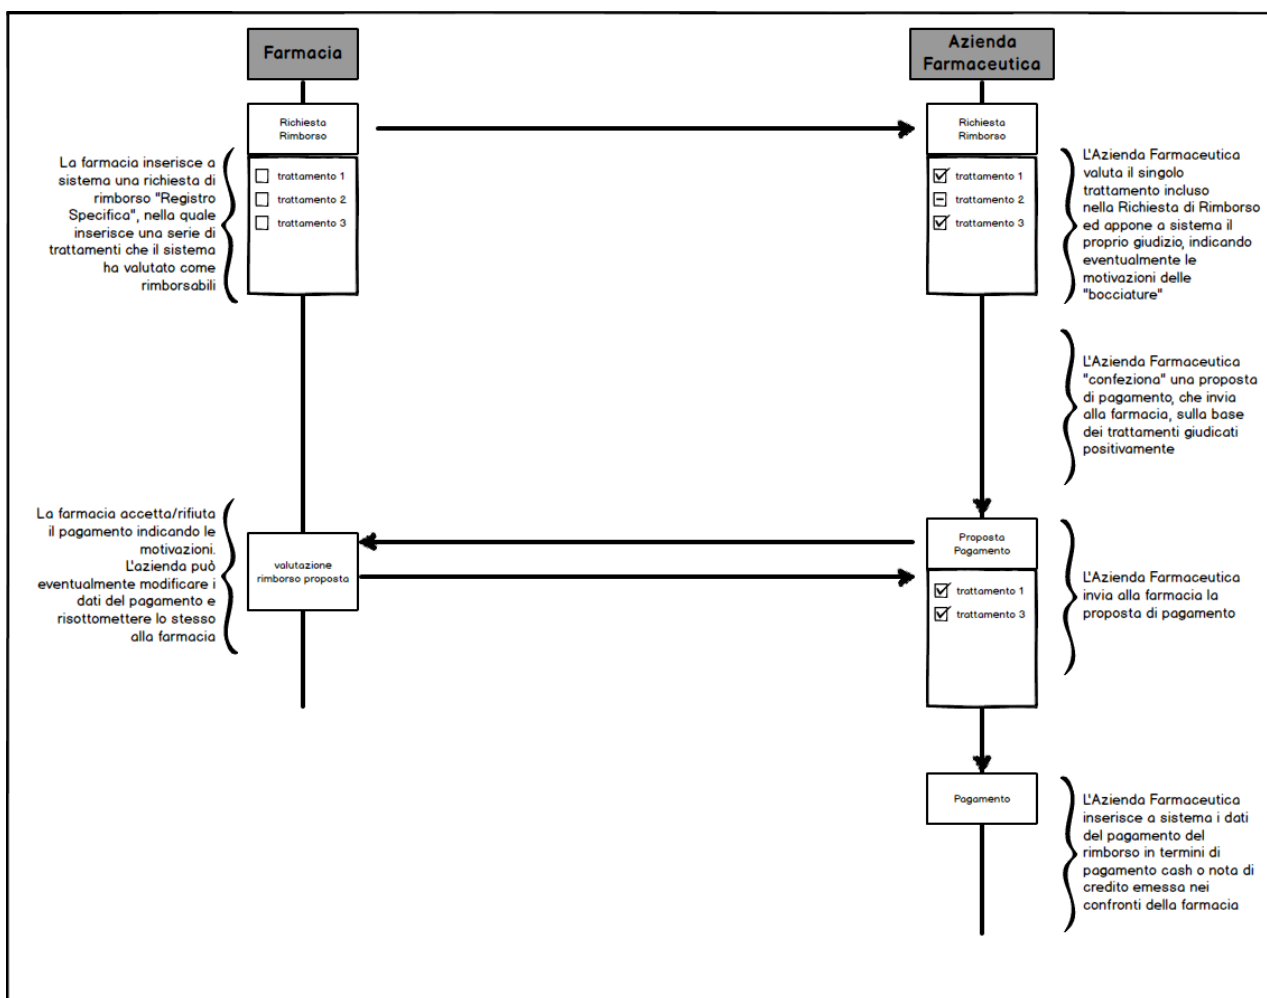 Farmacia
Azienda
Farmaceutica
Richiesta
Rimborso
Richiesta
Rimborso
La farmacia inserisce a
sistema una richiesta di
rimborso "Registro
Specifica", nella quale
inserisce una serie di
trattamenti che il sistema
ha valutato come
rimborsabili
trattamento 1
trattamento 2
trattamento 3
trattamento 1
trattamento 2
trattamento 3
L'Azienda Farmaceutica
valuta il singolo
trattamento incluso
nella Richiesta di Rimborso
ed appone a sistema il
proprio giudizio, indicando
eventualmente le
motivazioni delle
"bocciature"
L'Azienda Farmaceutica
"confeziona" una proposta
di pagamento, che invia
alla farmacia, sulla base
dei trattamenti giudicati
positivamente
La farmacia accetta/rifiuta
il pagamento indicando le
motivazioni.
L'azienda può
eventualmente modificare i
dati del pagamento e
risottomettere lo stesso
alla farmacia
valutazione
rimborso proposta
Proposta
Pagamento
trattamento 1
trattamento 3
L'Azienda Farmaceutica
invia alla farmacia la
proposta di pagamento
Pagamento
L'Azienda Farmaceutica
inserisce a sistema i dati
del pagamento del
rimborso in termini di
pagamento cash o nota di
credito emessa nei
confronti della farmacia